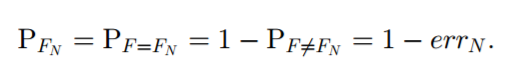 P_{F_N} = P_{F=F_N} = 1 − P_{F≠F_N} = 1 − err_N.